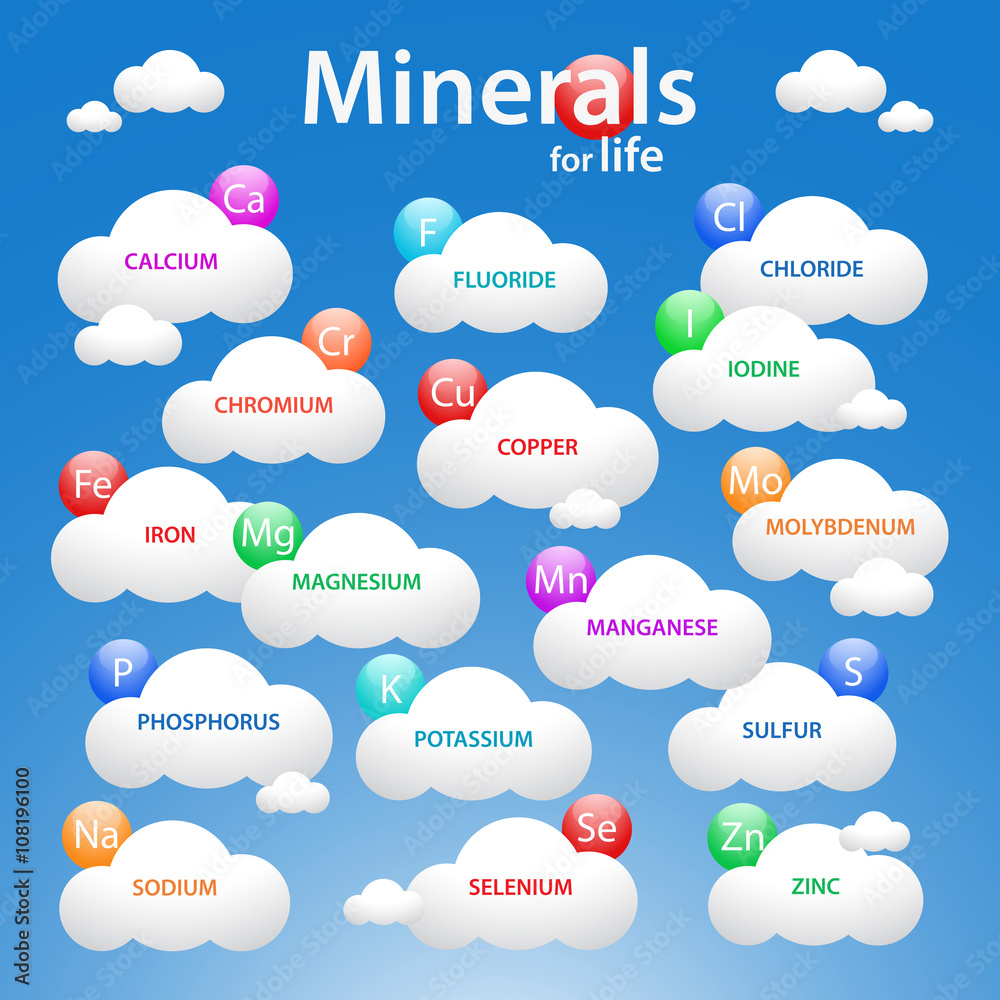 Minerals
for life
Ca
CALCIUM
F
FLUORIDE
Cl
CHLORIDE
Cr
CHROMIUM
Cu
COPPER
I
IODINE
Fe
IRON
Mg
MAGNESIUM
Mo
MOLYBDENUM
Mn
MANGANESE
P
PHOSPHORUS
K
POTASSIUM
S
SULFUR
Na
SODIUM
Se
SELENIUM
Zn
ZINC
Adobe Stock | #108196100